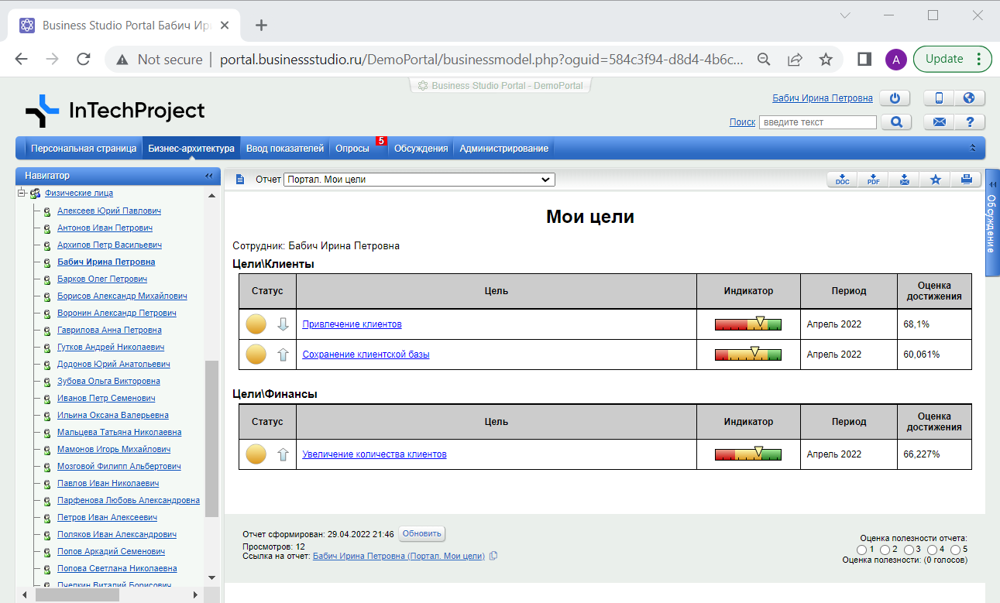 Business Studio Portal Бабич Ири
Not secure
portal.businessstudio.ru/DemoPortal/businessmodel.php?oguid=584c3f94-d8d4-4b6c...
A
Update
Business Studio Portal - DemoPortal
InTechProject
Бабич Ирина Петровна
Поиск введите текст
?
Персональная страница Бизнес-архитектура Ввод показателей Опросы 5 Обсуждения Администрирование
Навигатор
Физические лица
Алексеев Юрий Павлович
Антонов Иван Петрович
Архипов Петр Васильевич
Бабич Ирина Петровна
Барков Олег Петрович
Борисов Александр Михайлович
Воронин Александр Петрович
Гаврилова Анна Петровна
Гутков Андрей Николаевич
Додонов Юрий Анатольевич
Зубова Ольга Викторовна
Иванов Петр Семенович
Ильина Оксана Валерьевна
Мальцева Татьяна Николаевна
Мамонов Игорь Михайлович
Мозговой Филипп Альбертович
Павлов Иван Николаевич
Парфенова Любовь Александровна
Петров Иван Алексеевич
Поляков Иван Александрович
Попов Аркадий Семенович
Попова Светлана Николаевна
Пчелкин Виталий Борисович
Отчет Портал. Мои цели
DOC PDF
Обсуждение
Мои цели
Сотрудник: Бабич Ирина Петровна
Цели\Клиенты
Статус Цель Индикатор Период Оценка достижения
Привлечение клиентов Апрель 2022 68,1%
Сохранение клиентской базы Апрель 2022 60,061%
Цели\Финансы
Статус Цель Индикатор Период Оценка достижения
Увеличение количества клиентов Апрель 2022 66,227%
Отчет сформирован: 29.04.2022 21:46 Обновить
Просмотров: 12
Ссылка на отчет: Бабич Ирина Петровна (Портал. Мои цели)
Оценка полезности отчета:
1 2 3 4 5
Оценка полезности: (0 голосов)